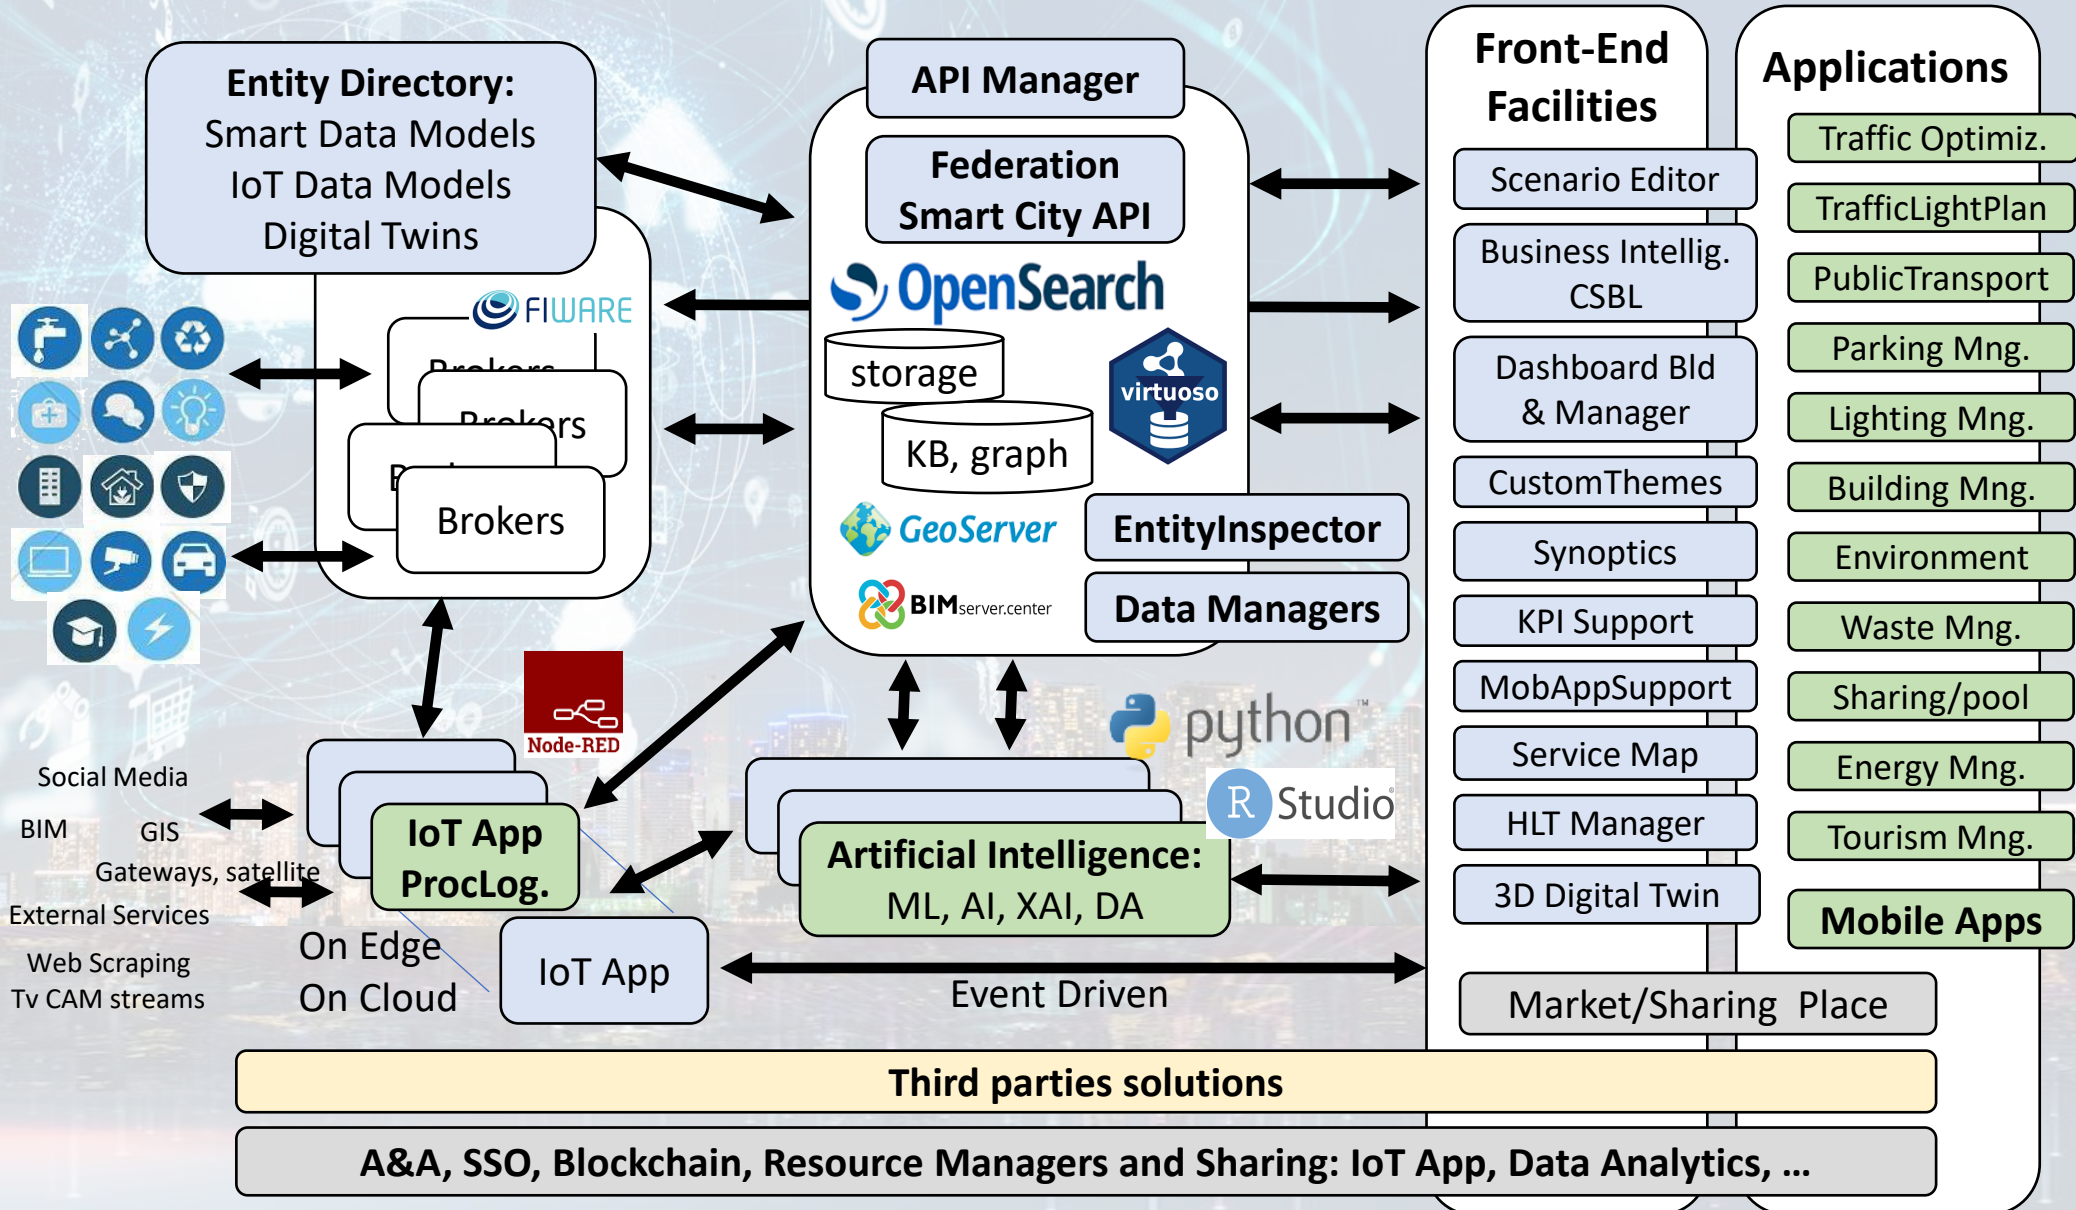 Entity Directory:
Smart Data Models
IoT Data Models
Digital Twins
FIWARE
Brokers
Brokers
Brokers
Social Media
BIM
GIS
Gateways, satellite
External Services
Web Scraping
Tv CAM streams
Node-RED
IoT App
ProcLog.
On Edge
On Cloud
IoT App
API Manager
Federation
Smart City API
OpenSearch
storage
virtuoso
KB, graph
GeoServer
EntityInspector
BIMserver.center
Data Managers
python™
R Studio®
Artificial Intelligence:
ML, AI, XAI, DA
Event Driven
Front-End
Facilities
Scenario Editor
Business Intellig.
CSBL
Dashboard Bld
& Manager
CustomThemes
Synoptics
KPI Support
MobAppSupport
Service Map
HLT Manager
3D Digital Twin
Applications
Traffic Optimiz.
TrafficLightPlan
PublicTransport
Parking Mng.
Lighting Mng.
Building Mng.
Environment
Waste Mng.
Sharing/pool
Energy Mng.
Tourism Mng.
Mobile Apps
Market/Sharing Place
Third parties solutions
A&A, SSO, Blockchain, Resource Managers and Sharing: IoT App, Data Analytics, ...